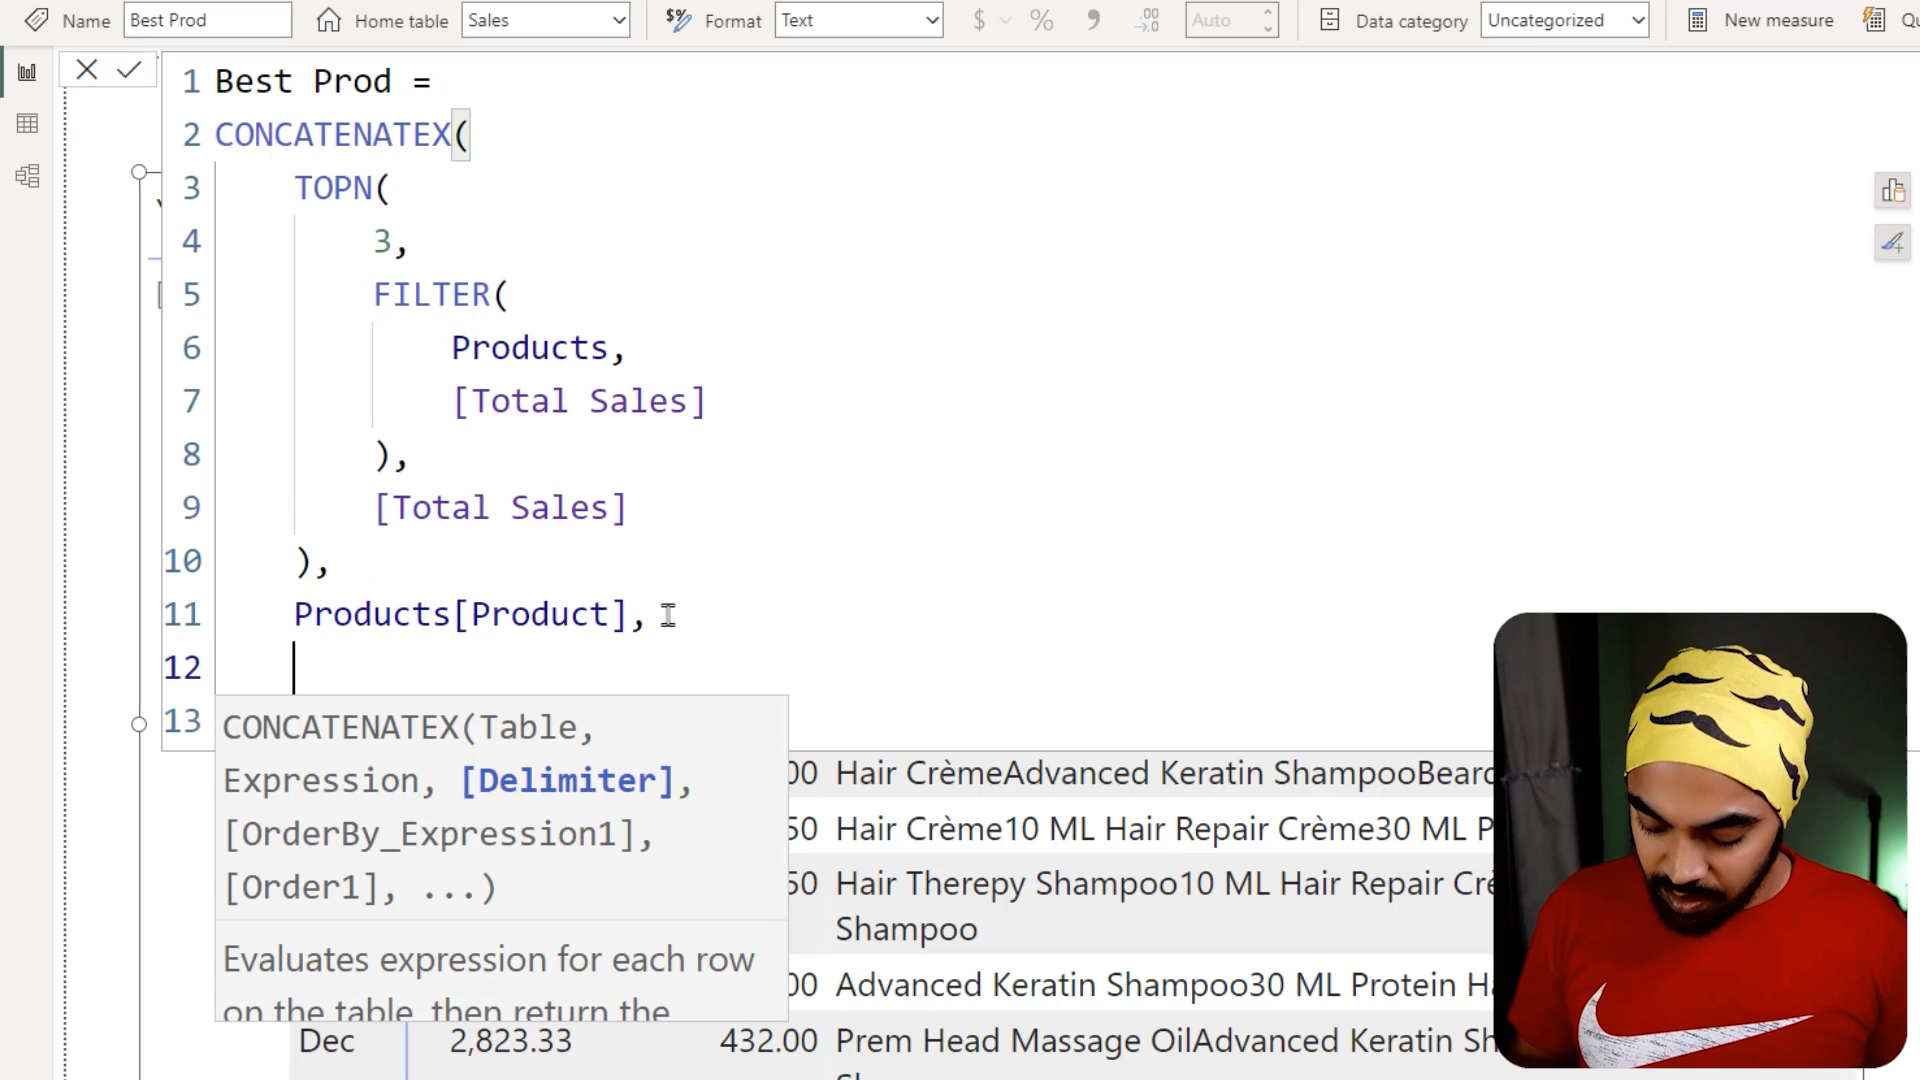 Name Best Prod Home table Sales Format Text $ % Auto Data category Uncategorized New measure
1 Best Prod =
2 CONCATENATEX(
3 TOPN(
4 3,
5 FILTER(
6 Products,
7 [Total Sales]
8 ),
9 [Total Sales]
10 ),
11 Products[Product],
12
13
CONCATENATEX(Table,
Expression, [Delimiter],
[OrderBy_Expression1],
[Order1], ...)
Evaluates expression for each row
on the table, then return the
00 Hair CrèmeAdvanced Keratin ShampooBeard
50 Hair Crème10 ML Hair Repair Crème30 ML P
50 Hair Therepy Shampoo10 ML Hair Repair Crè
Shampoo
00 Advanced Keratin Shampoo30 ML Protein Ha
Dec 2,823.33 432.00 Prem Head Massage OilAdvanced Keratin Sh